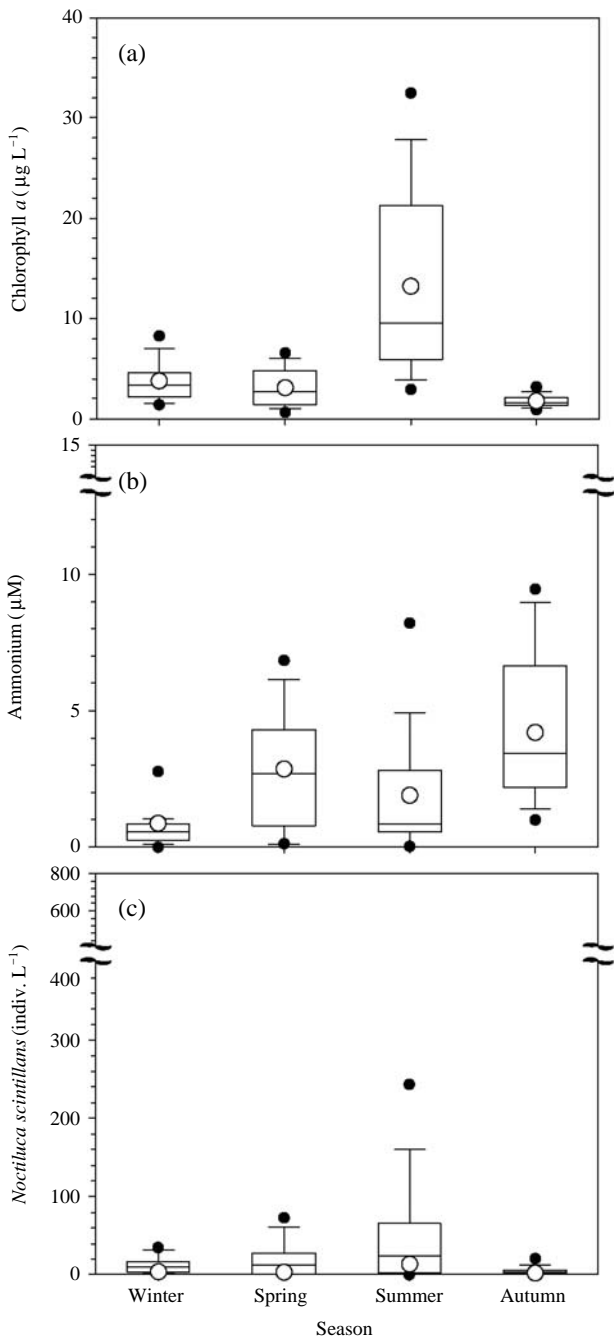 40
(a)
30
20
10
0
Chlorophyll a (µg L⁻¹)
15
(b)
10
5
0
Ammonium (µM)
800
(c)
600
400
300
200
100
0
Noctiluca scintillans (indiv. L⁻¹)
Winter Spring Summer Autumn
Season